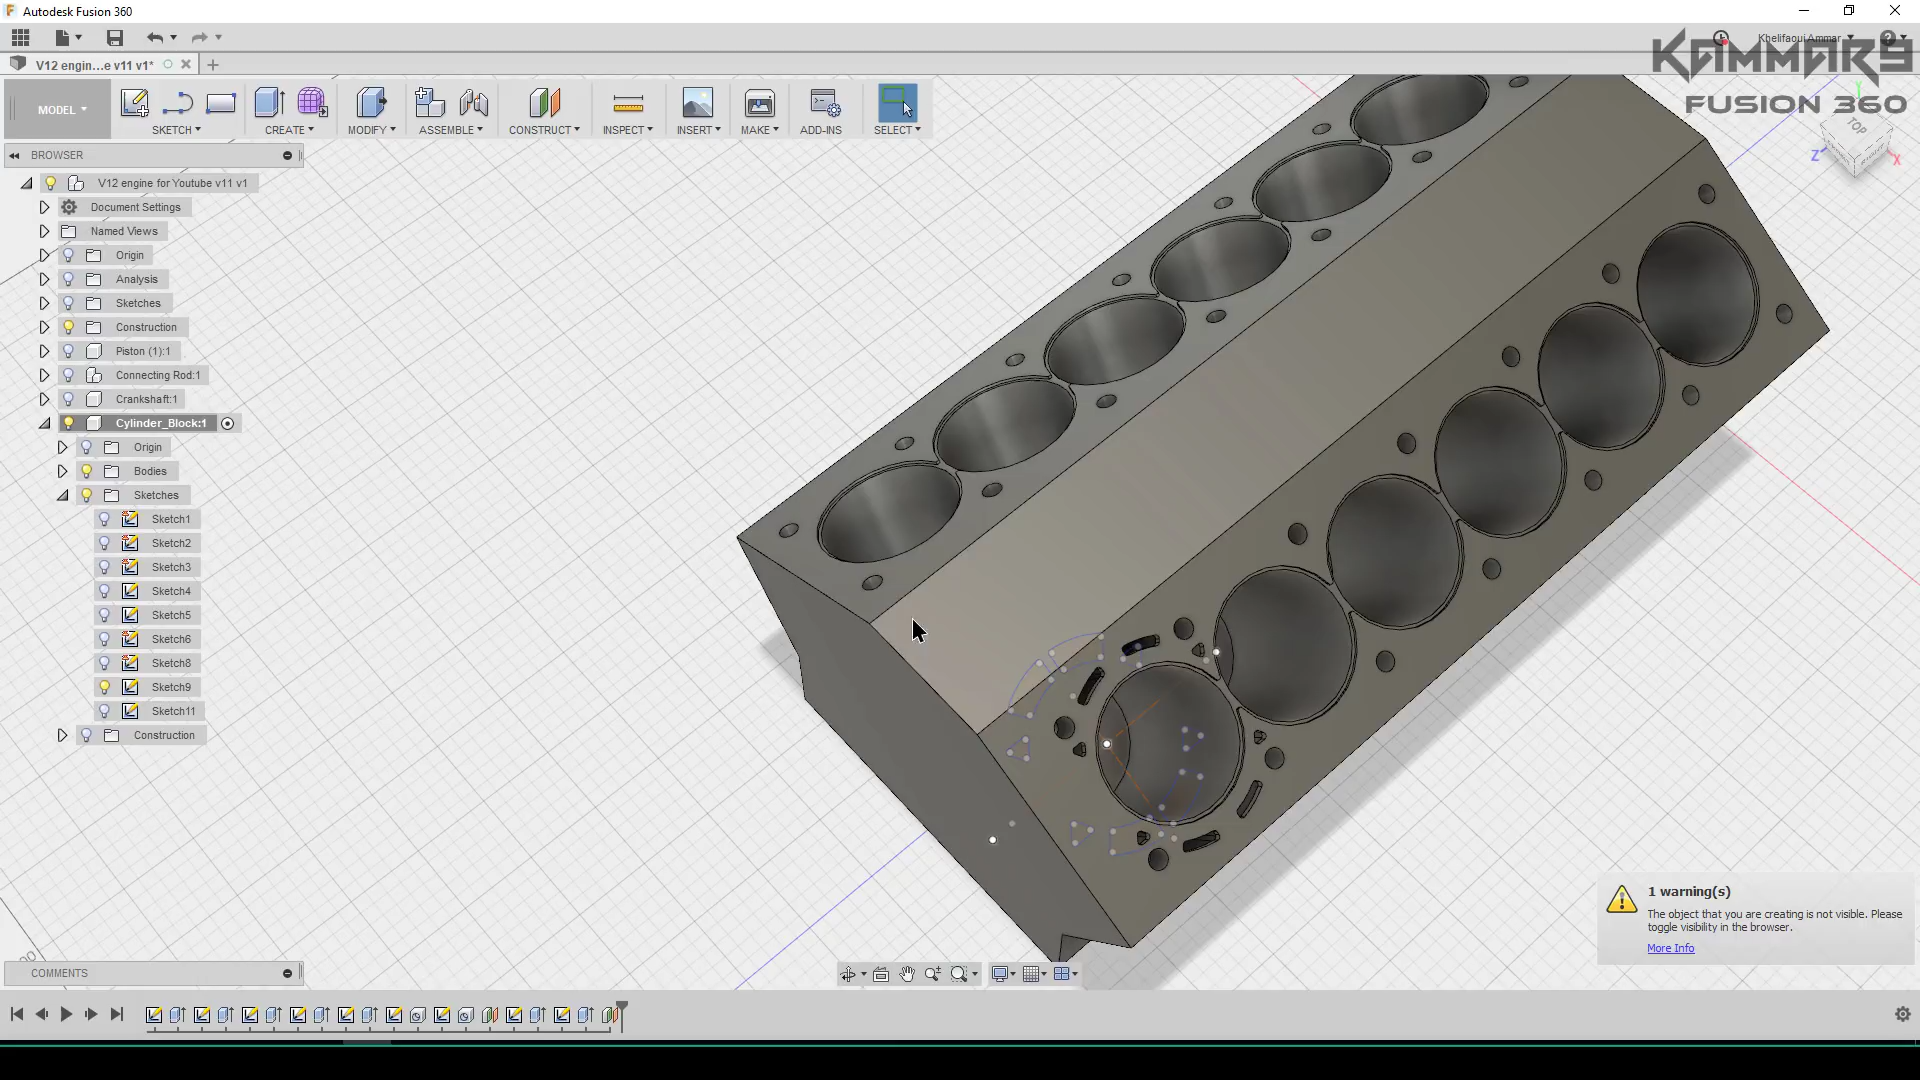 Autodesk Fusion 360
Khelifaoui Ammar
KAMMAR9
FUSION 360
V12 engin...e v11 v1*
MODEL
SKETCH
CREATE
MODIFY
ASSEMBLE
CONSTRUCT
INSPECT
INSERT
MAKE
ADD-INS
SELECT
TOP
Y
Z
X
BROWSER
V12 engine for Youtube v11 v1
Document Settings
Named Views
Origin
Analysis
Sketches
Construction
Piston (1):1
Connecting Rod:1
Crankshaft:1
Cylinder_Block:1
Origin
Bodies
Sketches
Sketch1
Sketch2
Sketch3
Sketch4
Sketch5
Sketch6
Sketch8
Sketch9
Sketch11
Construction
1 warning(s)
The object that you are creating is not visible. Please
toggle visibility in the browser.
More Info
COMMENTS